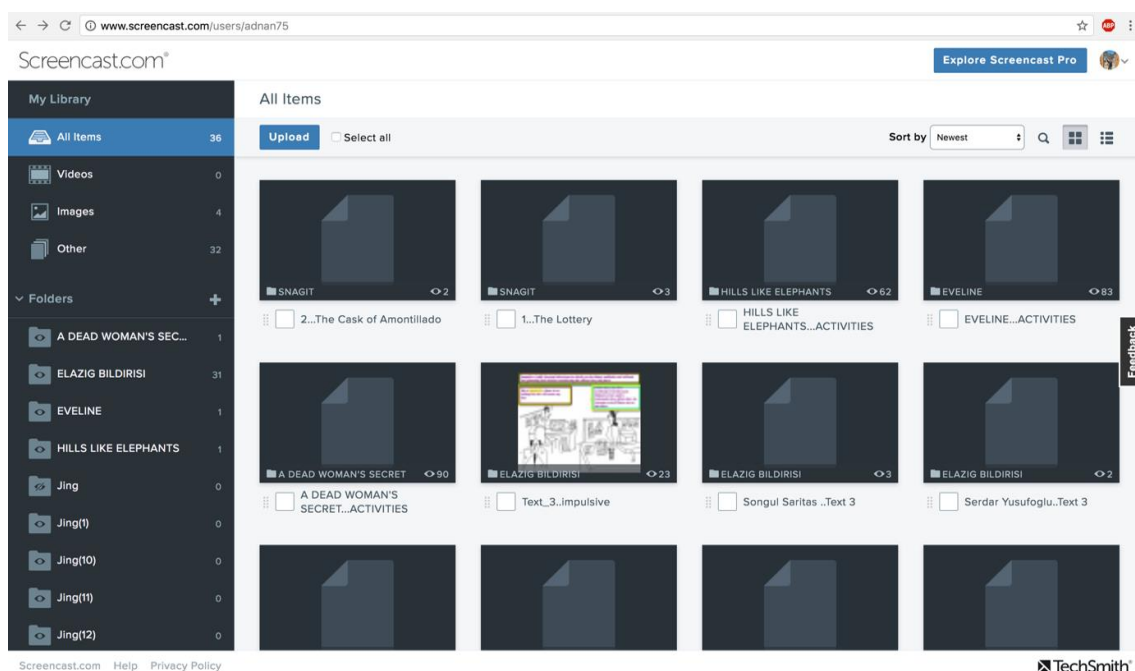 www.screencast.com/users/adnan75
ABP
Screencast.com®
Explore Screencast Pro
My Library
All Items
All Items 36
Upload
Select all
Sort by Newest
Videos 0
Images 4
Other 32
Folders +
A DEAD WOMAN'S SEC... 1
ELAZIG BILDIRISI 31
EVELINE 1
HILLS LIKE ELEPHANTS 1
Jing 0
Jing(1) 0
Jing(10) 0
Jing(11) 0
Jing(12) 0
SNAGIT 2
SNAGIT 3
HILLS LIKE ELEPHANTS 62
EVELINE 83
2...The Cask of Amontillado
1...The Lottery
HILLS LIKE
ELEPHANTS...ACTIVITIES
EVELINE...ACTIVITIES
Feedback
A DEAD WOMAN'S SECRET 90
ELAZIG BILDIRISI 23
ELAZIG BILDIRISI 3
ELAZIG BILDIRISI 2
A DEAD WOMAN'S
SECRET...ACTIVITIES
Text_3..impulsive
Songul Saritas ..Text 3
Serdar Yusufoglu..Text 3
Screencast.com Help Privacy Policy
TechSmith